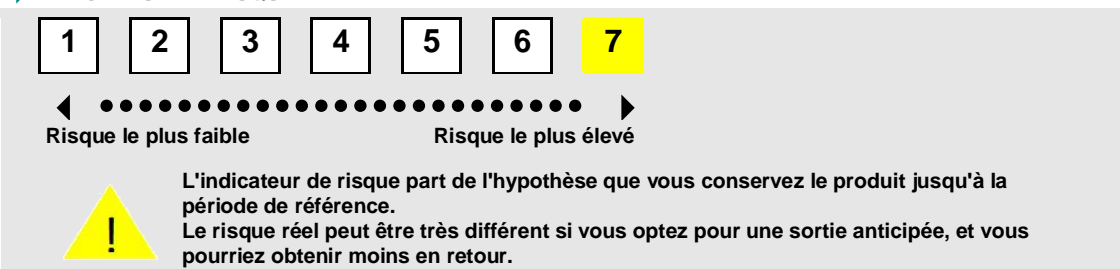 1 2 3 4 5 6 7
Risque le plus faible Risque le plus élevé
L'indicateur de risque part de l'hypothèse que vous conservez le produit jusqu'à la
période de référence.
Le risque réel peut être très différent si vous optez pour une sortie anticipée, et vous
pourriez obtenir moins en retour.
!